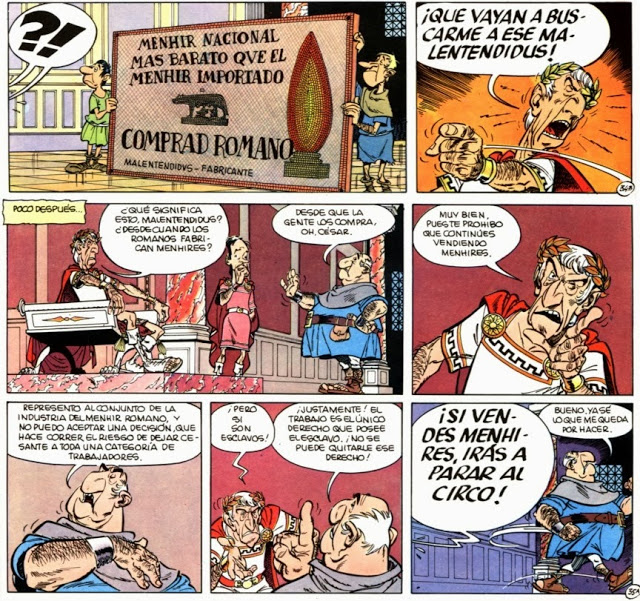 ?!
MENHIR NACIONAL
MAS BARATO QVE EL
MENHIR IMPORTADO
COMPRAD ROMANO
MALENTENDIDVS - FABRICANTE
¡QUE VAYAN A BUS-
CARME A ESE MA-
LENTENDIDUS!
POCO DESPUÉS...
¿QUÉ SIGNIFICA
ESTO, MALENTENDIDUS?
¿DESDE CUANDO LOS
ROMANOS FABRI-
CAN MENHIRES?
DESDE QUE LA
GENTE LOS COMPRA,
OH, CÉSAR.
MUY BIEN,
PUES TE PROHIBO
QUE CONTINÚES
VENDIENDO
MENHIRES.
REPRESENTO AL CONJUNTO DE LA
INDUSTRIA DEL MENHIR ROMANO, Y
NO PUEDO ACEPTAR UNA DECISIÓN, QUE
HACE CORRER EL RIESGO DE DEJAR CE-
SANTE A TODA UNA CATEGORÍA DE
TRABAJADORES.
¡PERO
SI
SON
ESCLAVOS!
¡JUSTAMENTE! EL
TRABAJO ES EL ÚNICO
DERECHO QUE POSEE
EL ESCLAVO. ¡NO SE
PUEDE QUITARLE ESE
DERECHO!
¡SI VEN-
DES MENHI-
RES, IRÁS A
PARAR AL
CIRCO!
BUENO, YA SÉ
LO QUE ME QUEDA
POR HACER.